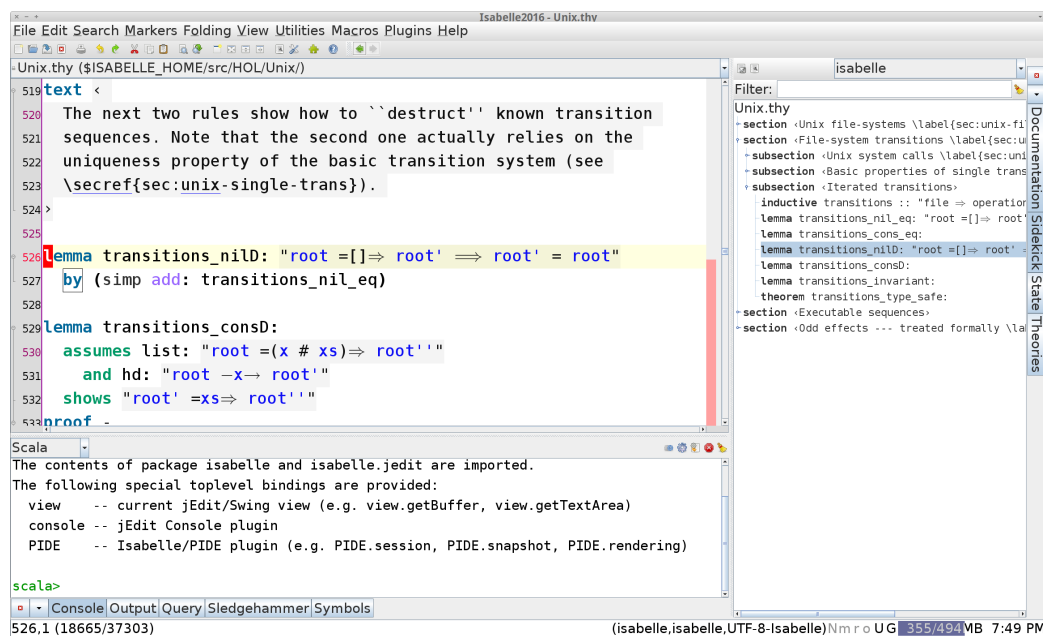 Isabelle2016 - Unix.thy
File Edit Search Markers Folding View Utilities Macros Plugins Help
Unix.thy ($ISABELLE_HOME/src/HOL/Unix/)
519 text ‹
520 The next two rules show how to ``destruct'' known transition
521 sequences. Note that the second one actually relies on the
522 uniqueness property of the basic transition system (see
523 \secref{sec:unix-single-trans}).
524 ›
525
526 lemma transitions_nilD: "root =[]⇒ root' ⟹ root' = root"
527 by (simp add: transitions_nil_eq)
528
529 lemma transitions_consD:
530 assumes list: "root =(x # xs)⇒ root''"
531 and hd: "root –x→ root'"
532 shows "root' =xs⇒ root''"
533 proof -
isabelle
Filter:
Unix.thy
section ‹Unix file-systems \label{sec:unix-fi
section ‹File-system transitions \label{sec:u
subsection ‹Unix system calls \label{sec:uni
subsection ‹Basic properties of single trans
subsection ‹Iterated transitions›
inductive transitions :: "file ⇒ operation
lemma transitions_nil_eq: "root =[]⇒ root'
lemma transitions_cons_eq:
lemma transitions_nilD: "root =[]⇒ root' =
lemma transitions_consD:
lemma transitions_invariant:
theorem transitions_type_safe:
section ‹Executable sequences›
section ‹Odd effects --- treated formally \la
Documentation Sidekick State Theories
Scala
The contents of package isabelle and isabelle.jedit are imported.
The following special toplevel bindings are provided:
view -- current jEdit/Swing view (e.g. view.getBuffer, view.getTextArea)
console -- jEdit Console plugin
PIDE -- Isabelle/PIDE plugin (e.g. PIDE.session, PIDE.snapshot, PIDE.rendering)
scala>
Console Output Query Sledgehammer Symbols
526,1 (18665/37303)
(isabelle,isabelle,UTF-8-Isabelle) N m r o U G 355/494MB 7:49 PM